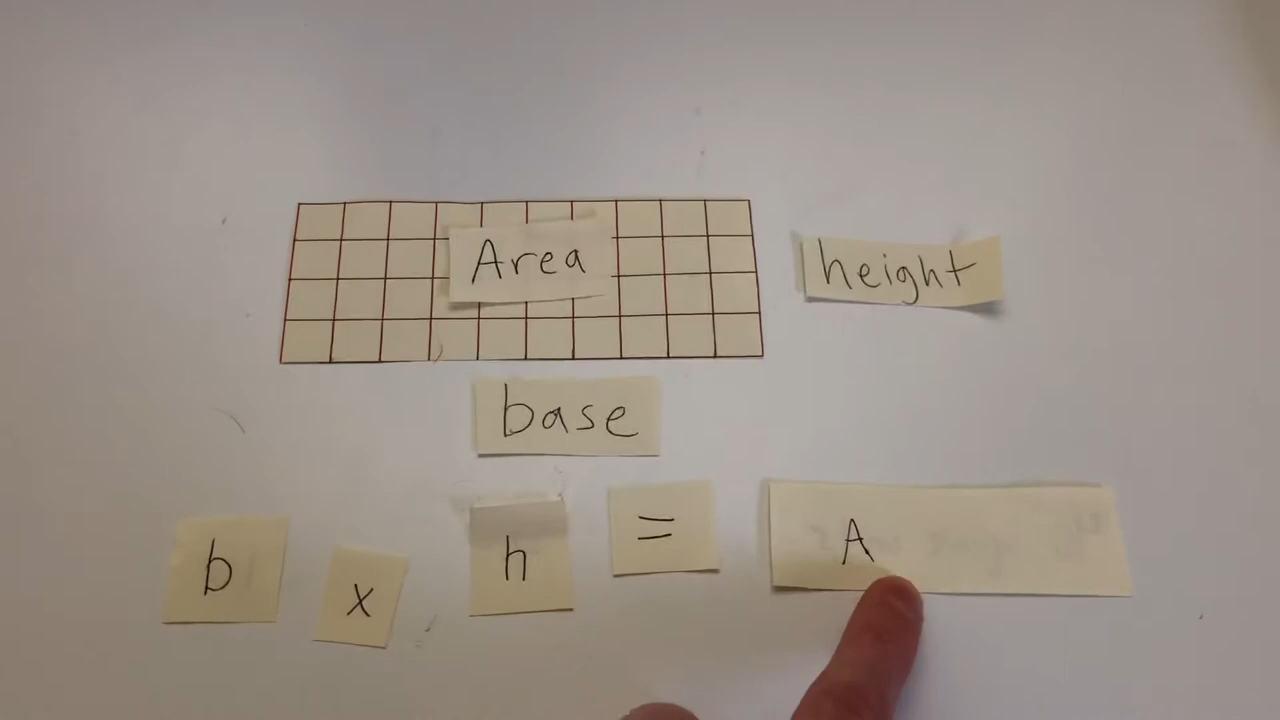 Area
height
base
b x h = A